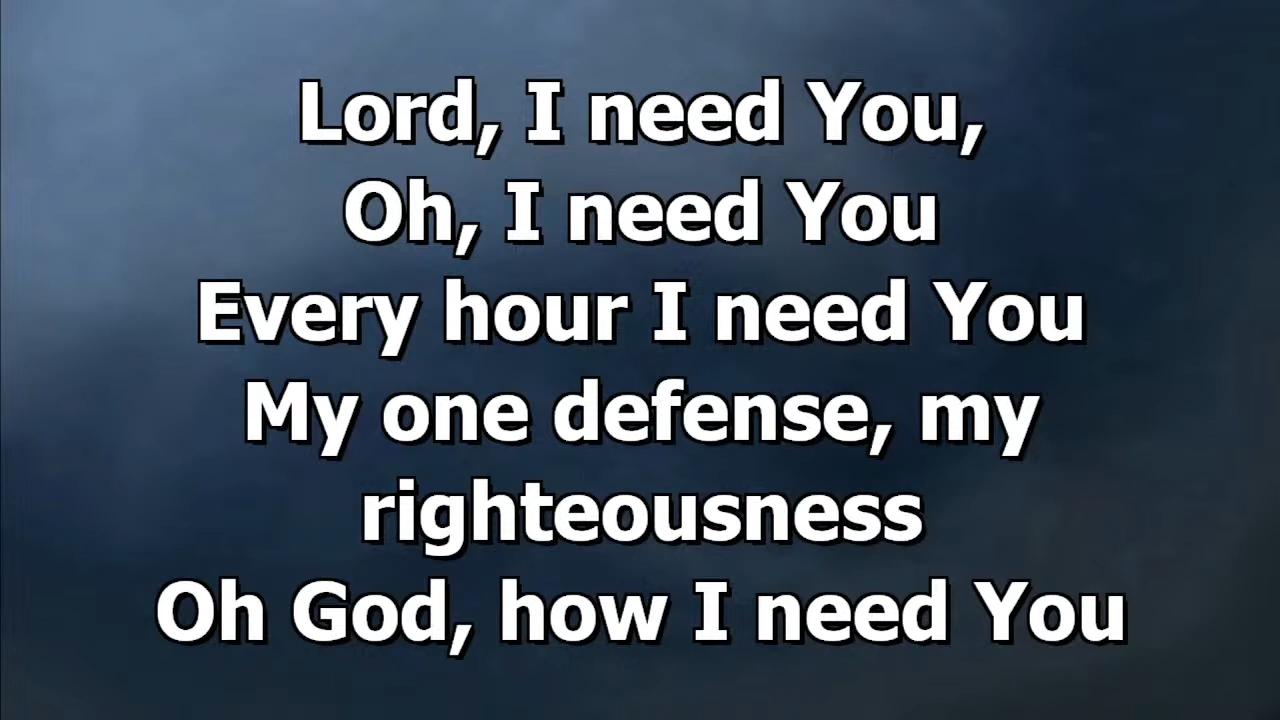 Lord, I need You,
Oh, I need You
Every hour I need You
My one defense, my
righteousness
Oh God, how I need You